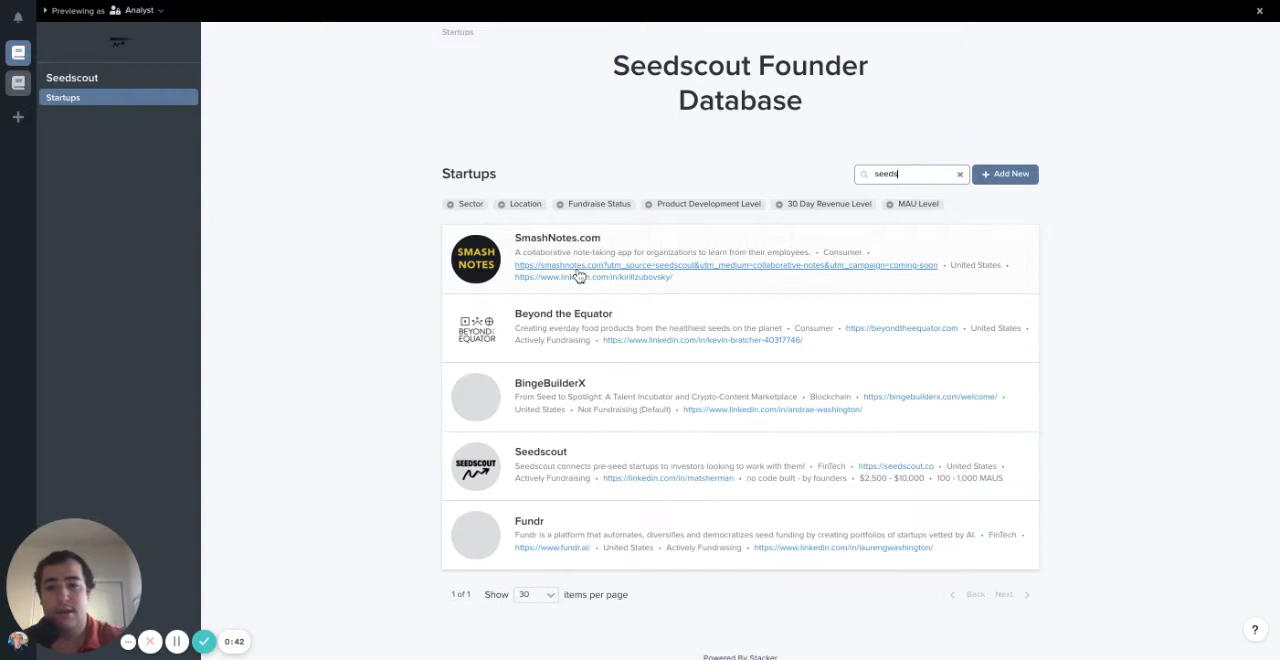 Previewing as Analyst
Seedscout
Startups
Startups
Seedscout Founder
Database
Startups
seeds
Add New
Sector
Location
Fundraise Status
Product Development Level
30 Day Revenue Level
MAU Level
SMASH
NOTES
SmashNotes.com
A collaborative note-taking app for organizations to learn from their employees. • Consumer •
https://smashnotes.com?utm_source=seedscout&utm_medium=collaborative-notes&utm_campaign=coming-soon • United States •
https://www.linkedin.com/in/kirillzubovsky/
BEYOND
EQUATOR
Beyond the Equator
Creating everday food products from the healthiest seeds on the planet • Consumer • https://beyondtheequator.com • United States •
Actively Fundraising • https://www.linkedin.com/in/kevin-bratcher-40317746/
BingeBuilderX
From Seed to Spotlight: A Talent Incubator and Crypto-Content Marketplace • Blockchain • https://bingebuilderx.com/welcome/ •
United States • Not Fundraising (Default) • https://www.linkedin.com/in/andrae-washington/
SEEDSCOUT
Seedscout
Seedscout connects pre-seed startups to investors looking to work with them! • FinTech • https://seedscout.co • United States •
Actively Fundraising • https://linkedin.com/in/matsherman • no code built - by founders • $2,500 - $10,000 • 100 - 1,000 MAUS
Fundr
Fundr is a platform that automates, diversifies and democratizes seed funding by creating portfolios of startups vetted by AI. • FinTech •
https://www.fundr.ai/ • United States • Actively Fundraising • https://www.linkedin.com/in/laurengwashington/
1 of 1 Show 30 items per page
Back Next
0:42
?
Powered By Stacker